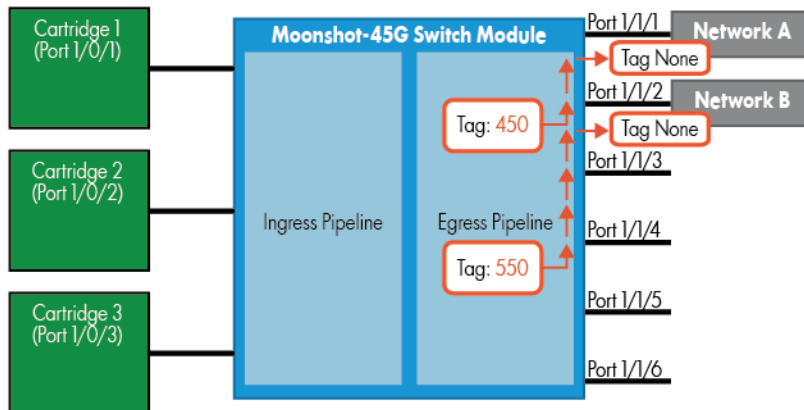 Cartridge 1
(Port 1/0/1)
Cartridge 2
(Port 1/0/2)
Cartridge 3
(Port 1/0/3)
Moonshot-45G Switch Module
Ingress Pipeline
Egress Pipeline
Tag: 450
Tag: 550
Port 1/1/1
Network A
Tag None
Port 1/1/2
Network B
Tag None
Port 1/1/3
Port 1/1/4
Port 1/1/5
Port 1/1/6